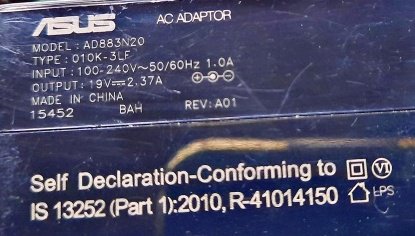 ASUS AC ADAPTOR
MODEL : AD883N20
TYPE : 010K-3LF
INPUT : 100-240V~50/60Hz 1.0A
OUTPUT : 19V⎓2.37A
MADE IN CHINA
15452 BAH REV: A01
Self Declaration-Conforming to VI
IS 13252 (Part 1):2010, R-41014150 LPS